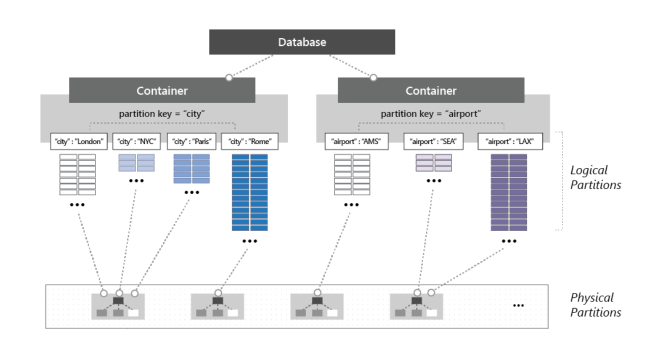 Database
Container
Container
partition key = "city"
partition key = "airport"
"city" : "London"
"city" : "NYC"
"city" : "Paris"
"city" : "Rome"
"airport" : "AMS"
"airport" : "SEA"
"airport" : "LAX"
Logical
Partitions
Physical
Partitions